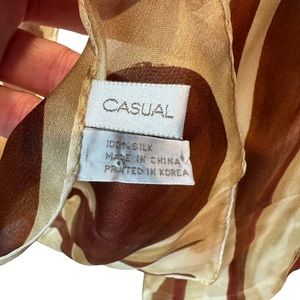 CASUAL
100% SILK
MADE IN CHINA
PRINTED IN KOREA